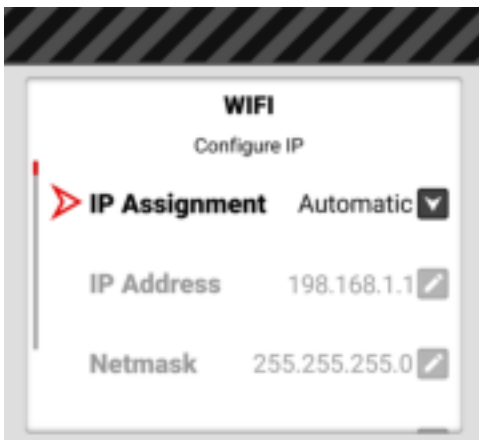 WIFI
Configure IP
IP Assignment Automatic
IP Address 198.168.1.1
Netmask 255.255.255.0